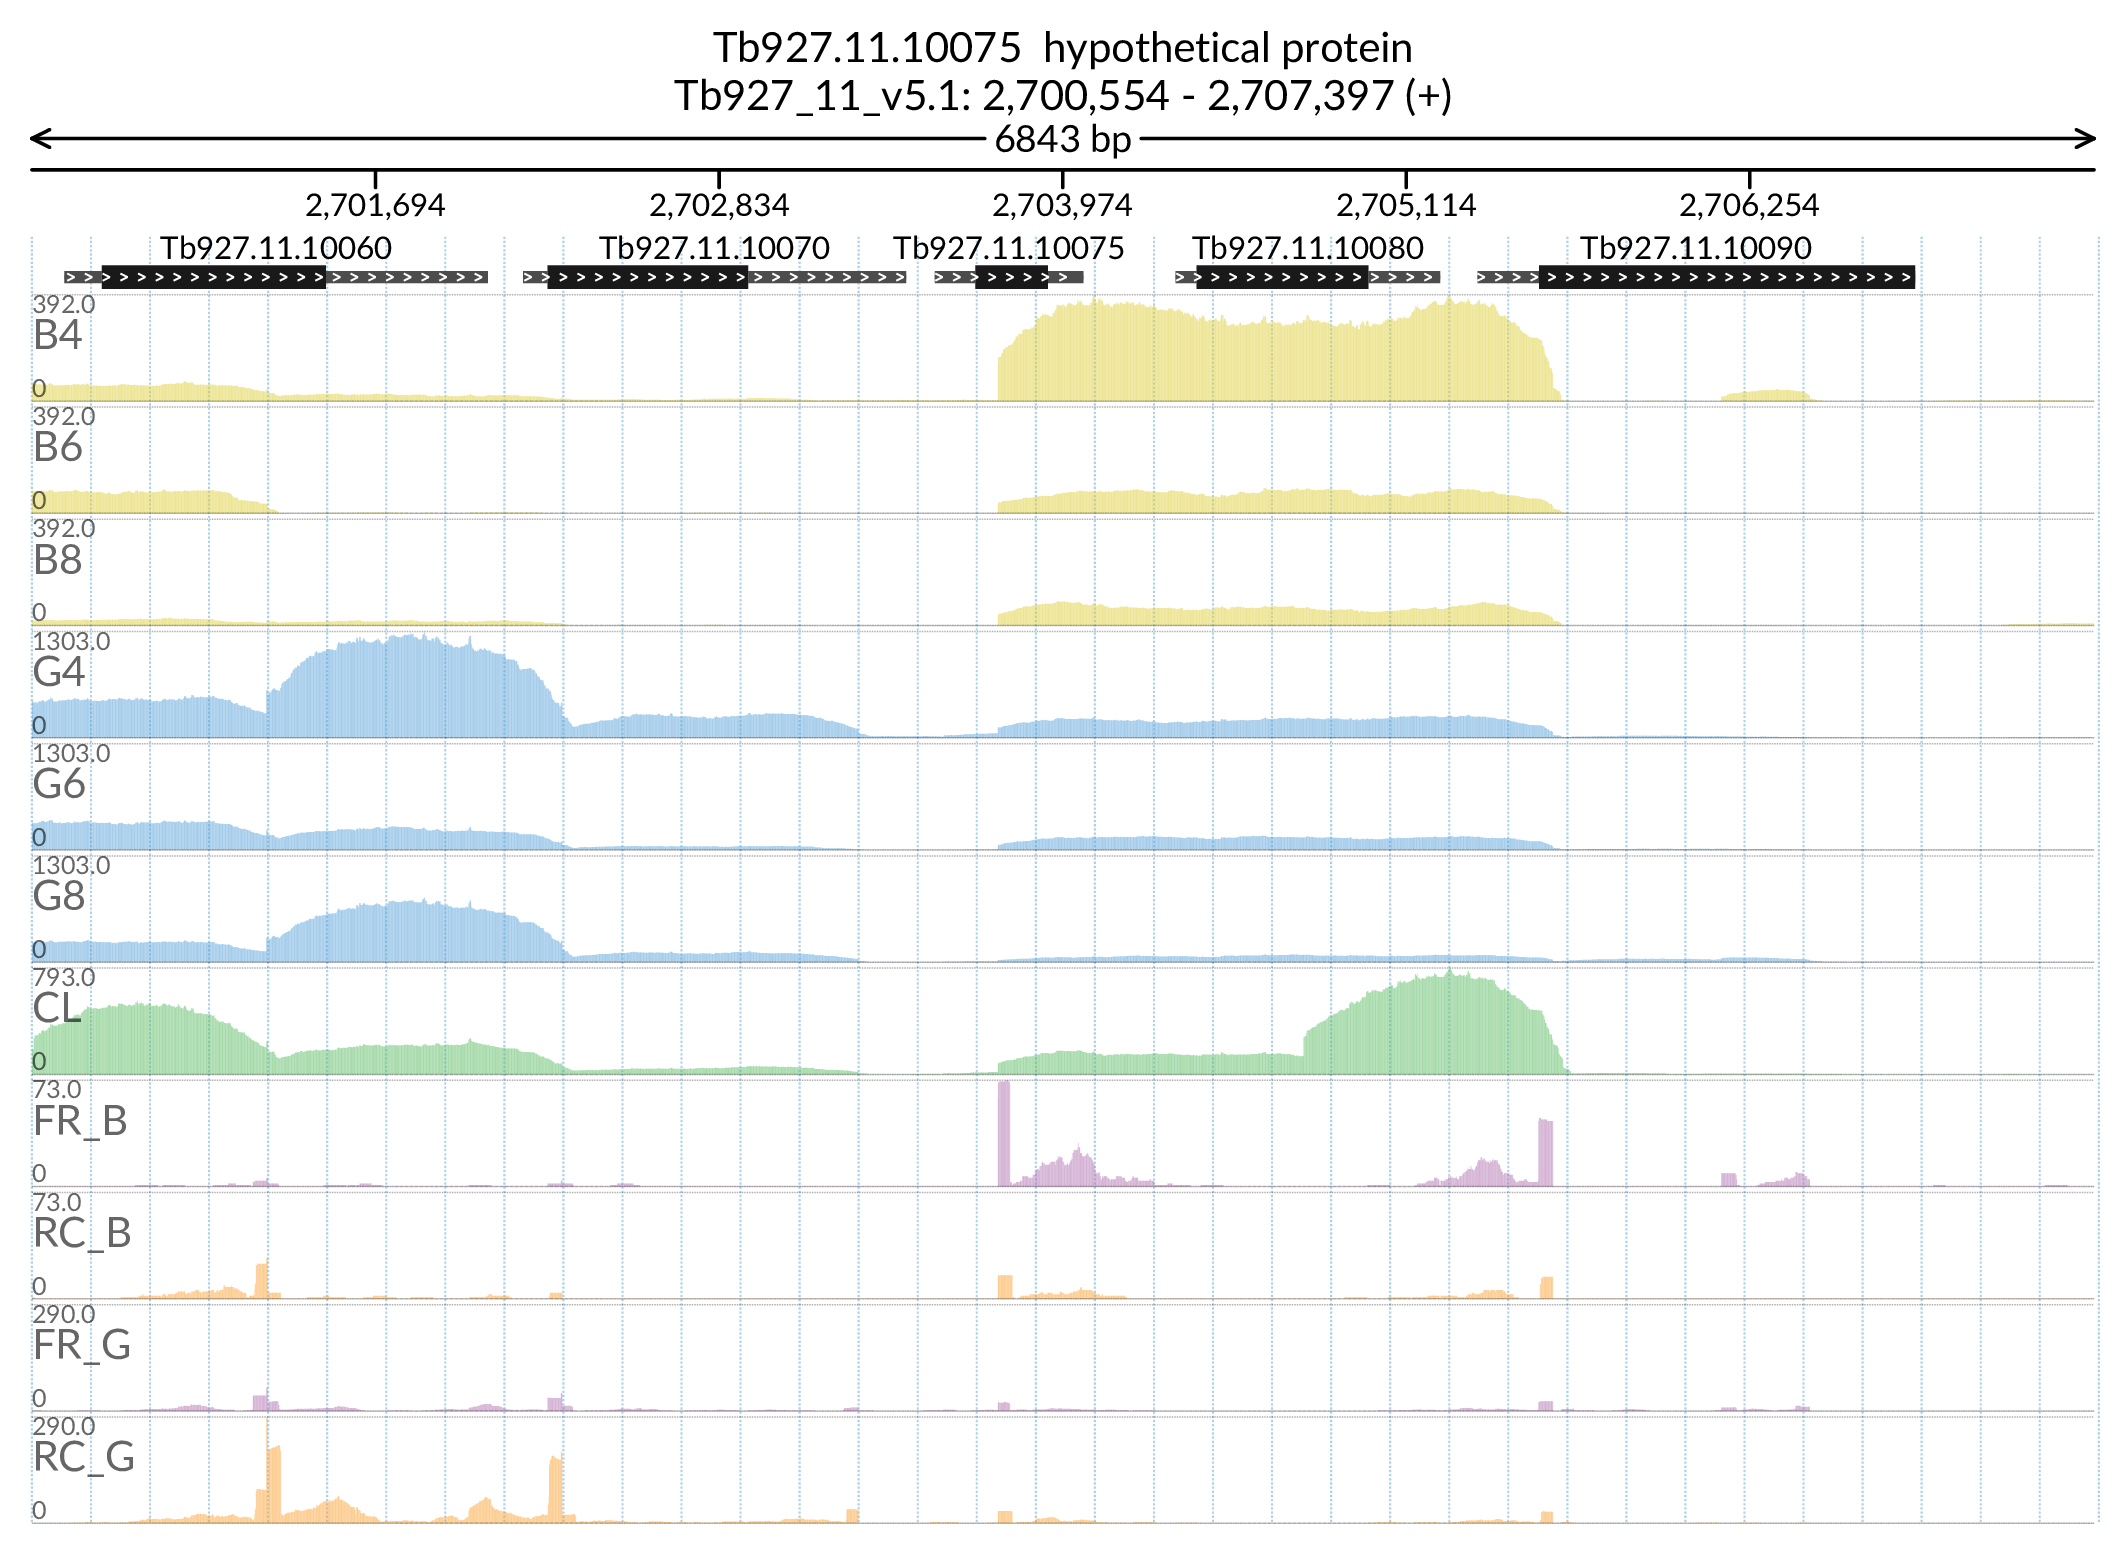 Tb927.11.10075  hypothetical protein
Tb927_11_v5.1: 2,700,554 - 2,707,397 (+)
6843 bp
2,701,694 2,702,834 2,703,974 2,705,114 2,706,254
Tb927.11.10060 Tb927.11.10070 Tb927.11.10075 Tb927.11.10080 Tb927.11.10090
392.0
B4
0
392.0
B6
0
392.0
B8
0
1303.0
G4
0
1303.0
G6
0
1303.0
G8
0
793.0
CL
0
73.0
FR_B
0
73.0
RC_B
0
290.0
FR_G
0
290.0
RC_G
0